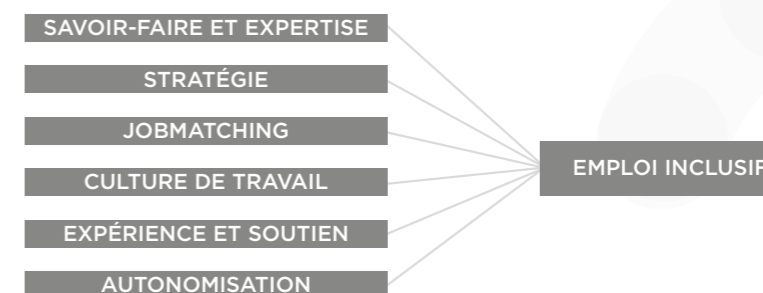 SAVOIR-FAIRE ET EXPERTISE
STRATÉGIE
JOBMATCHING
CULTURE DE TRAVAIL
EXPÉRIENCE ET SOUTIEN
AUTONOMISATION
EMPLOI INCLUSIF